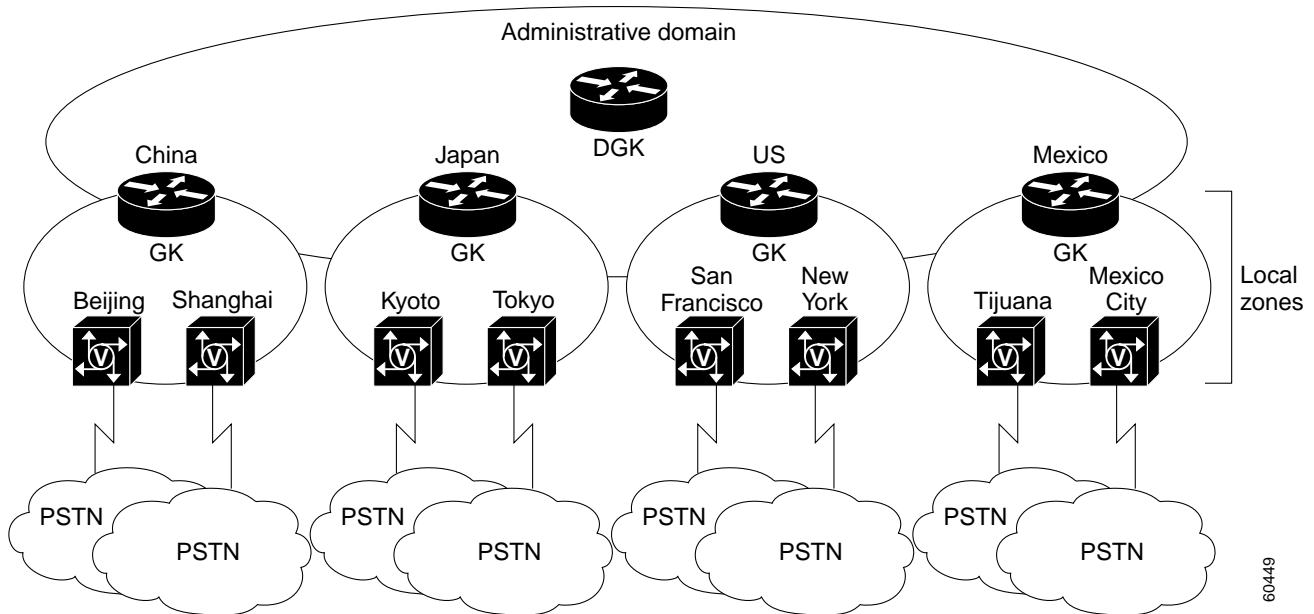 Administrative domain
DGK
China
Japan
US
Mexico
GK
GK
GK
GK
Local
zones
Beijing
Shanghai
Kyoto
Tokyo
San
Francisco
New
York
Tijuana
Mexico
City
V
V
V
V
V
V
V
V
PSTN
PSTN
PSTN
PSTN
PSTN
PSTN
PSTN
PSTN
60449